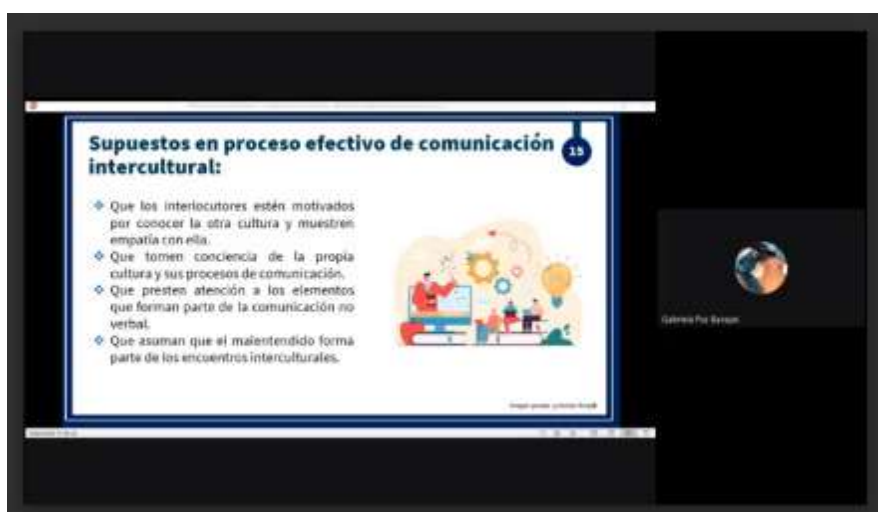 Supuestos en proceso efectivo de comunicación
intercultural:
15
Que los interlocutores estén motivados
por conocer la otra cultura y muestren
empatía con ella.
Que tomen conciencia de la propia
cultura y sus procesos de comunicación.
Que presten atención a los elementos
que forman parte de la comunicación no
verbal.
Que asuman que el malentendido forma
parte de los encuentros interculturales.
Gabriela Paz